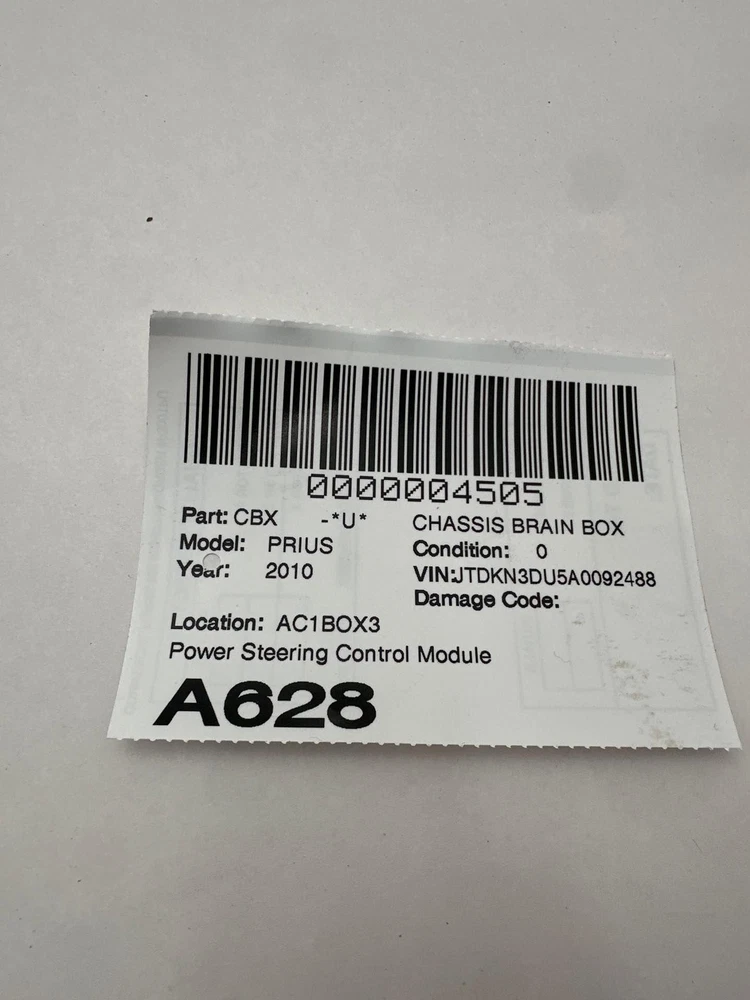 0000004505
Part: CBX -*U* CHASSIS BRAIN BOX
Model: PRIUS Condition: 0
Year: 2010 VIN:JTDKN3DU5A0092488
Damage Code:
Location: AC1BOX3
Power Steering Control Module
A628